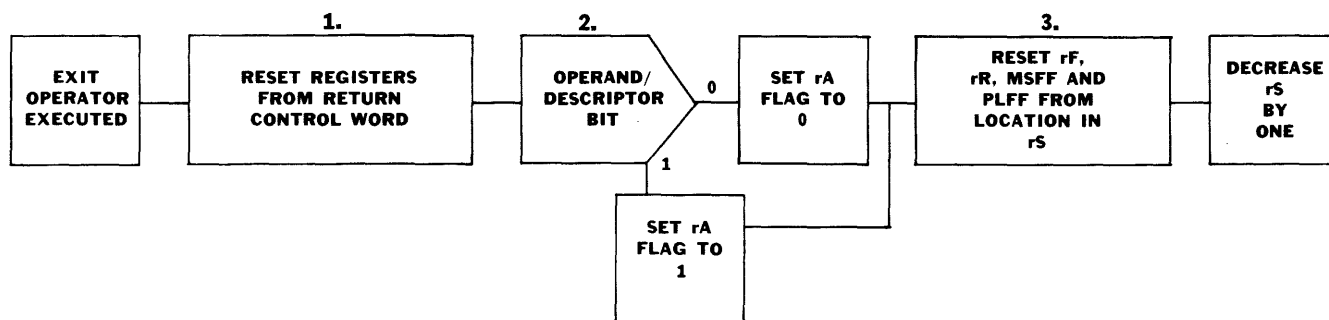 1.
2.
3.
EXIT
OPERATOR
EXECUTED
RESET REGISTERS
FROM RETURN
CONTROL WORD
OPERAND/
DESCRIPTOR
BIT
0
1
SET rA
FLAG TO
0
SET rA
FLAG TO
1
RESET rF,
rR, MSFF AND
PLFF FROM
LOCATION IN
rS
DECREASE
rS
BY
ONE